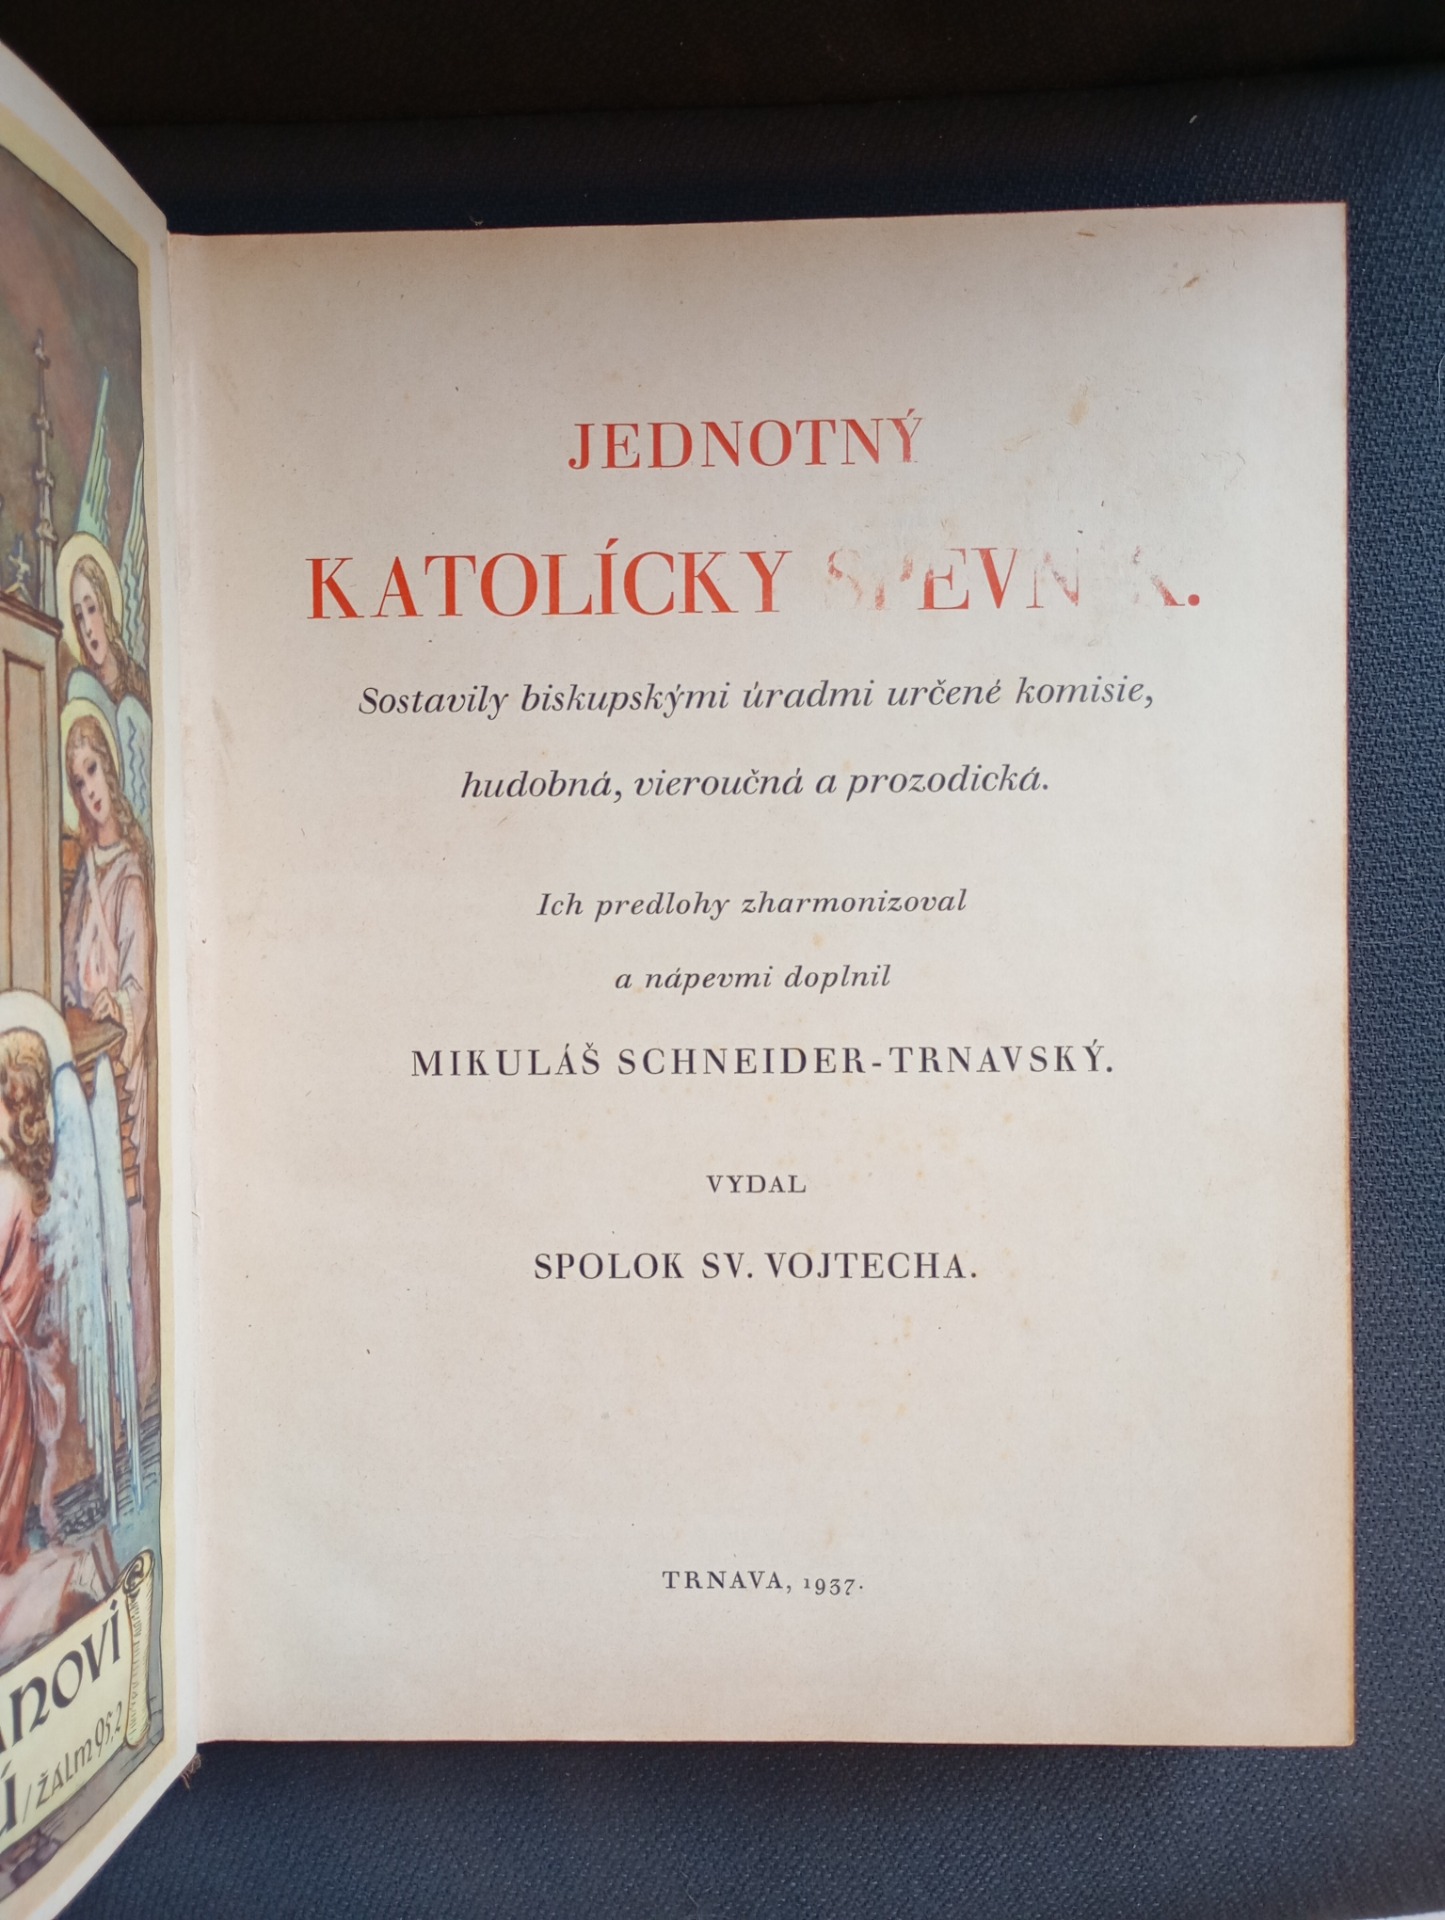 JEDNOTNÝ
KATOLÍCKY SPEVNÍK.
Sostavily biskupskými úradmi určené komisie,
hudobná, vieroučná a prozodická.
Ich predlohy zharmonizoval
a nápevmi doplnil
MIKULÁŠ SCHNEIDER-TRNAVSKÝ.
VYDAL
SPOLOK SV. VOJTECHA.
TRNAVA, 1937.
/ŽALM 95,2